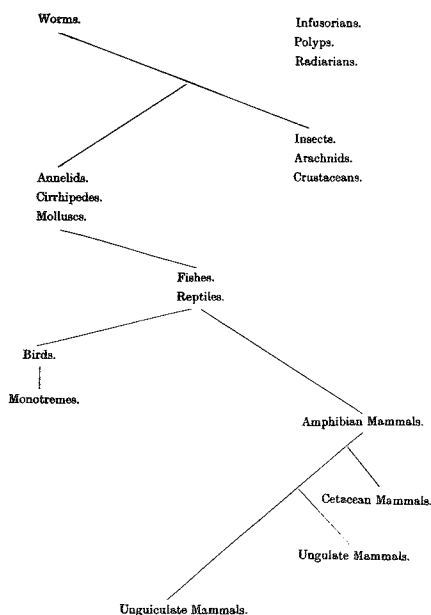 Worms.
Infusorians.
Polyps.
Radiarians.
Insects.
Arachnids.
Crustaceans.
Annelids.
Cirrhipedes.
Molluscs.
Fishes.
Reptiles.
Birds.
Monotremes.
Amphibian Mammals.
Cetacean Mammals.
Ungulate Mammals.
Unguiculate Mammals.